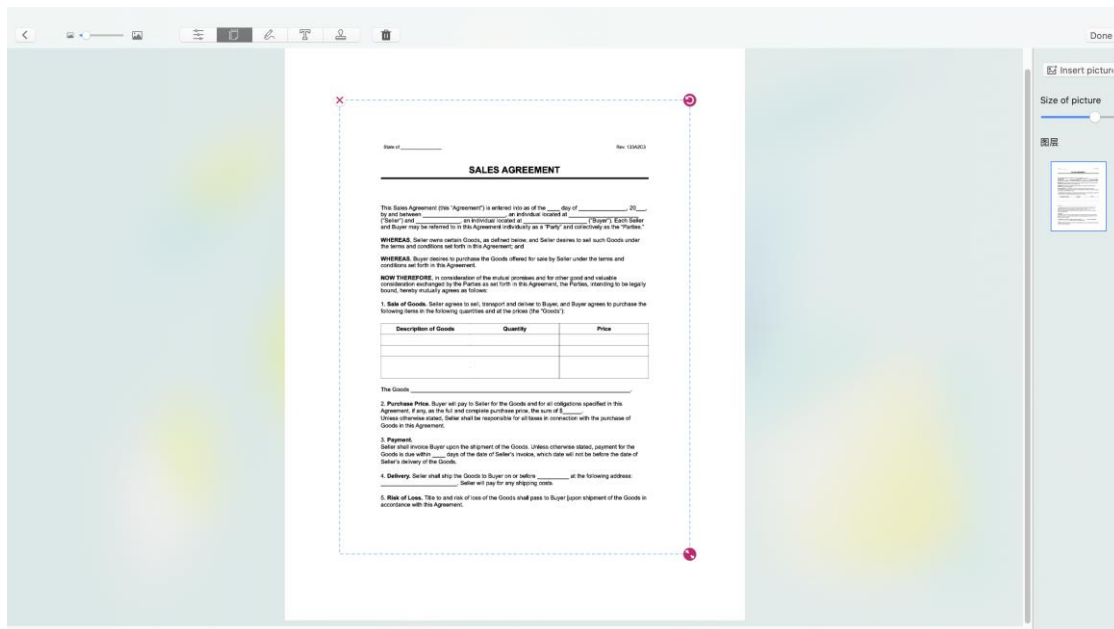 Done
Insert picture
Size of picture
图层
State of ______________
Rev. 133A2D3
SALES AGREEMENT
This Sales Agreement (this "Agreement") is entered into as of the ____ day of ______________, 20___,
by and between ______________________, an individual located at ______________________
("Seller") and ______________, an individual located at ____________________ ("Buyer"). Each Seller
and Buyer may be referred to in this Agreement individually as a "Party" and collectively as the "Parties."
WHEREAS, Seller owns certain Goods, as defined below, and Seller desires to sell such Goods under
the terms and conditions set forth in this Agreement; and
WHEREAS, Buyer desires to purchase the Goods offered for sale by Seller under the terms and
conditions set forth in this Agreement.
NOW THEREFORE, in consideration of the mutual promises and for other good and valuable
consideration exchanged by the Parties as set forth in this Agreement, the Parties, intending to be legally
bound, hereby mutually agrees as follows:
1. Sale of Goods. Seller agrees to sell, transport and deliver to Buyer, and Buyer agrees to purchase the
following items in the following quantities and at the prices (the "Goods"):
Description of Goods Quantity Price
The Goods ______________________________.
2. Purchase Price. Buyer will pay to Seller for the Goods and for all obligations specified in this
Agreement, if any, as the full and complete purchase price, the sum of $______.
Unless otherwise stated, Seller shall be responsible for all taxes in connection with the purchase of
Goods in this Agreement.
3. Payment.
Seller shall invoice Buyer upon the shipment of the Goods. Unless otherwise stated, payment for the
Goods is due within ____ days of the date of Seller's invoice, which date will not be before the date of
Seller's delivery of the Goods.
4. Delivery. Seller shall ship the Goods to Buyer on or before __________ at the following address:
________________________. Seller will pay for any shipping costs.
5. Risk of Loss. Title to and risk of loss of the Goods shall pass to Buyer [upon shipment of the Goods in
accordance with this Agreement.